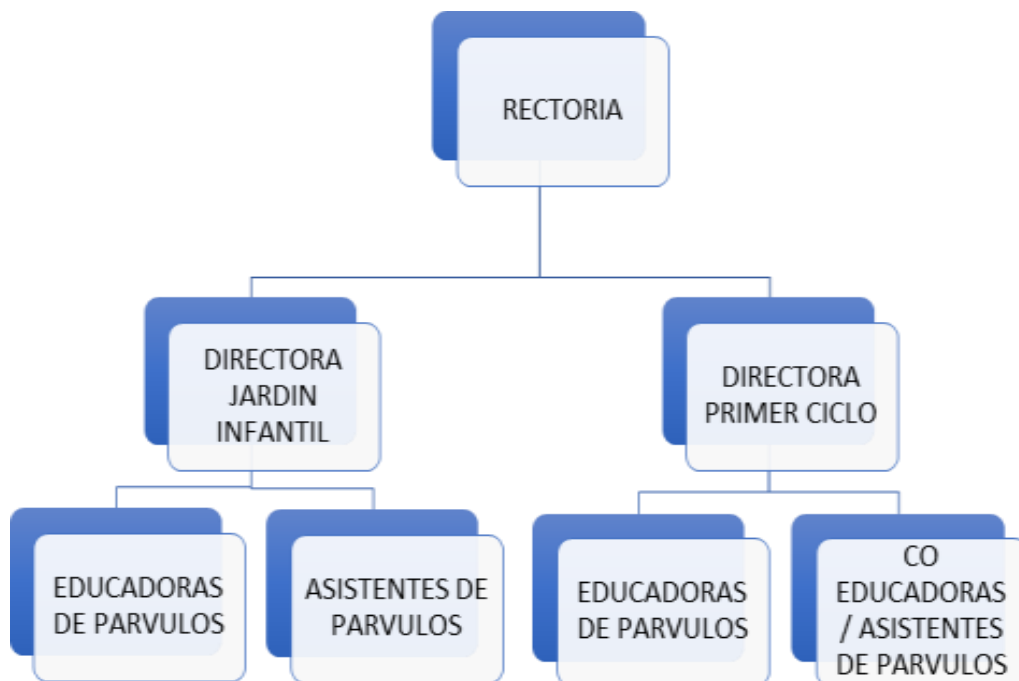 RECTORIA
DIRECTORA
JARDIN
INFANTIL
DIRECTORA
PRIMER CICLO
EDUCADORAS
DE PARVULOS
ASISTENTES DE
PARVULOS
EDUCADORAS
DE PARVULOS
CO
EDUCADORAS
/ ASISTENTES
DE PARVULOS